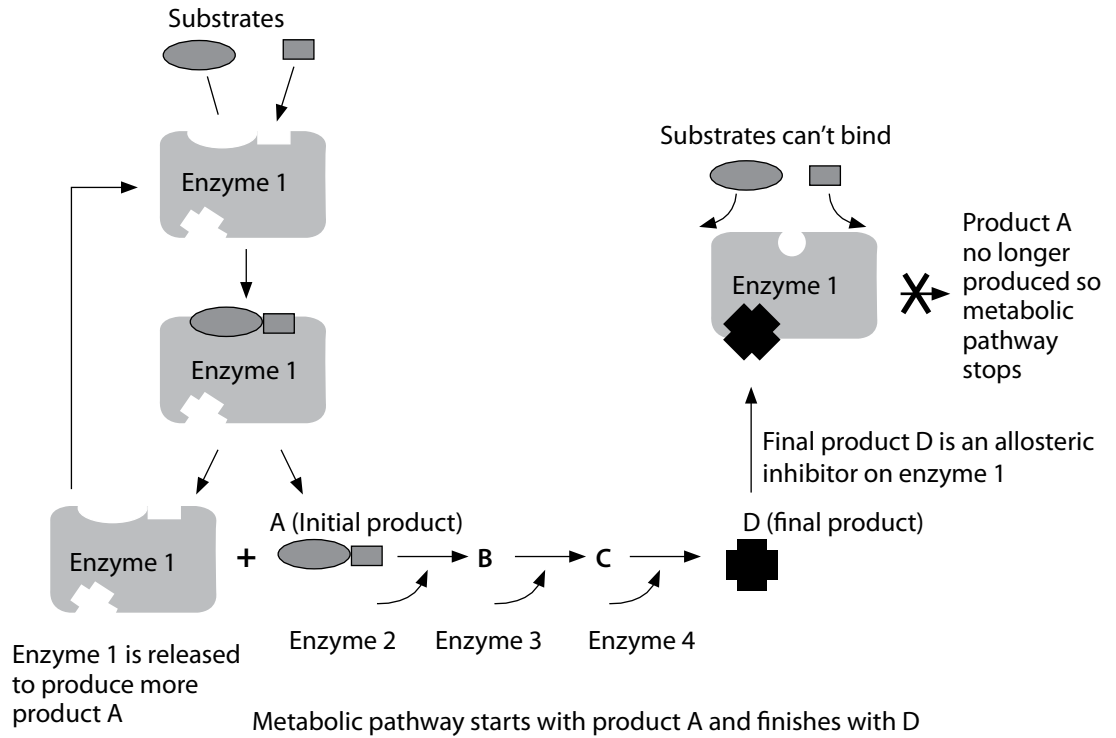 Substrates
Enzyme 1
Enzyme 1
Enzyme 1
+
A (Initial product)
B
C
D (final product)
Enzyme 2
Enzyme 3
Enzyme 4
Enzyme 1 is released
to produce more
product A
Substrates can't bind
Enzyme 1
Product A
no longer
produced so
metabolic
pathway
stops
Final product D is an allosteric
inhibitor on enzyme 1
Metabolic pathway starts with product A and finishes with D